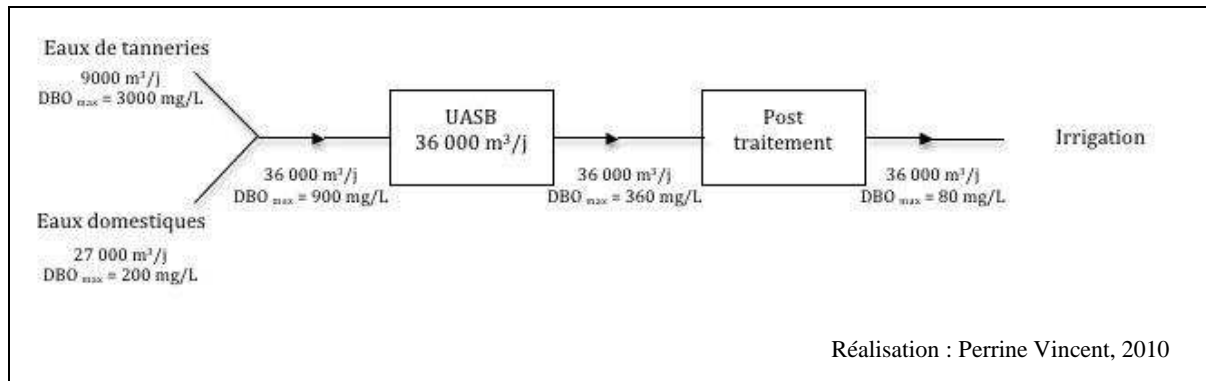 Eaux de tanneries
9000 m³/j
DBO max = 3000 mg/L
Eaux domestiques
27 000 m³/j
DBO max = 200 mg/L
36 000 m³/j
DBO max = 900 mg/L
UASB
36 000 m³/j
36 000 m³/j
DBO max = 360 mg/L
Post
traitement
36 000 m³/j
DBO max = 80 mg/L
Irrigation
Réalisation : Perrine Vincent, 2010